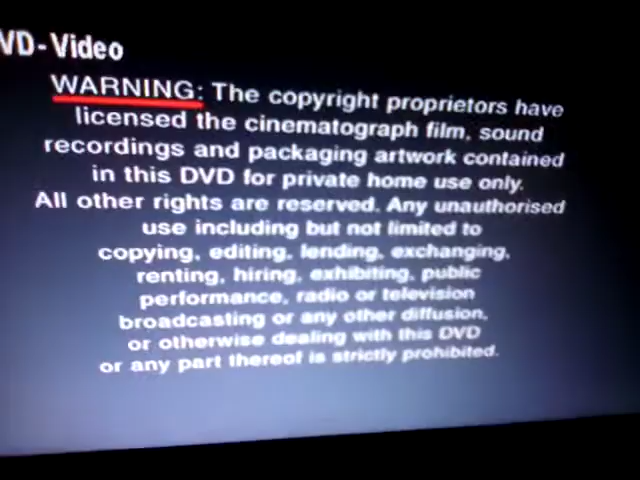 VD-Video
WARNING: The copyright proprietors have
licensed the cinematograph film, sound
recordings and packaging artwork contained
in this DVD for private home use only.
All other rights are reserved. Any unauthorised
use including but not limited to
copying, editing, lending, exchanging,
renting, hiring, exhibiting, public
performance, radio or television
broadcasting or any other diffusion,
or otherwise dealing with this DVD
or any part thereof is strictly prohibited.